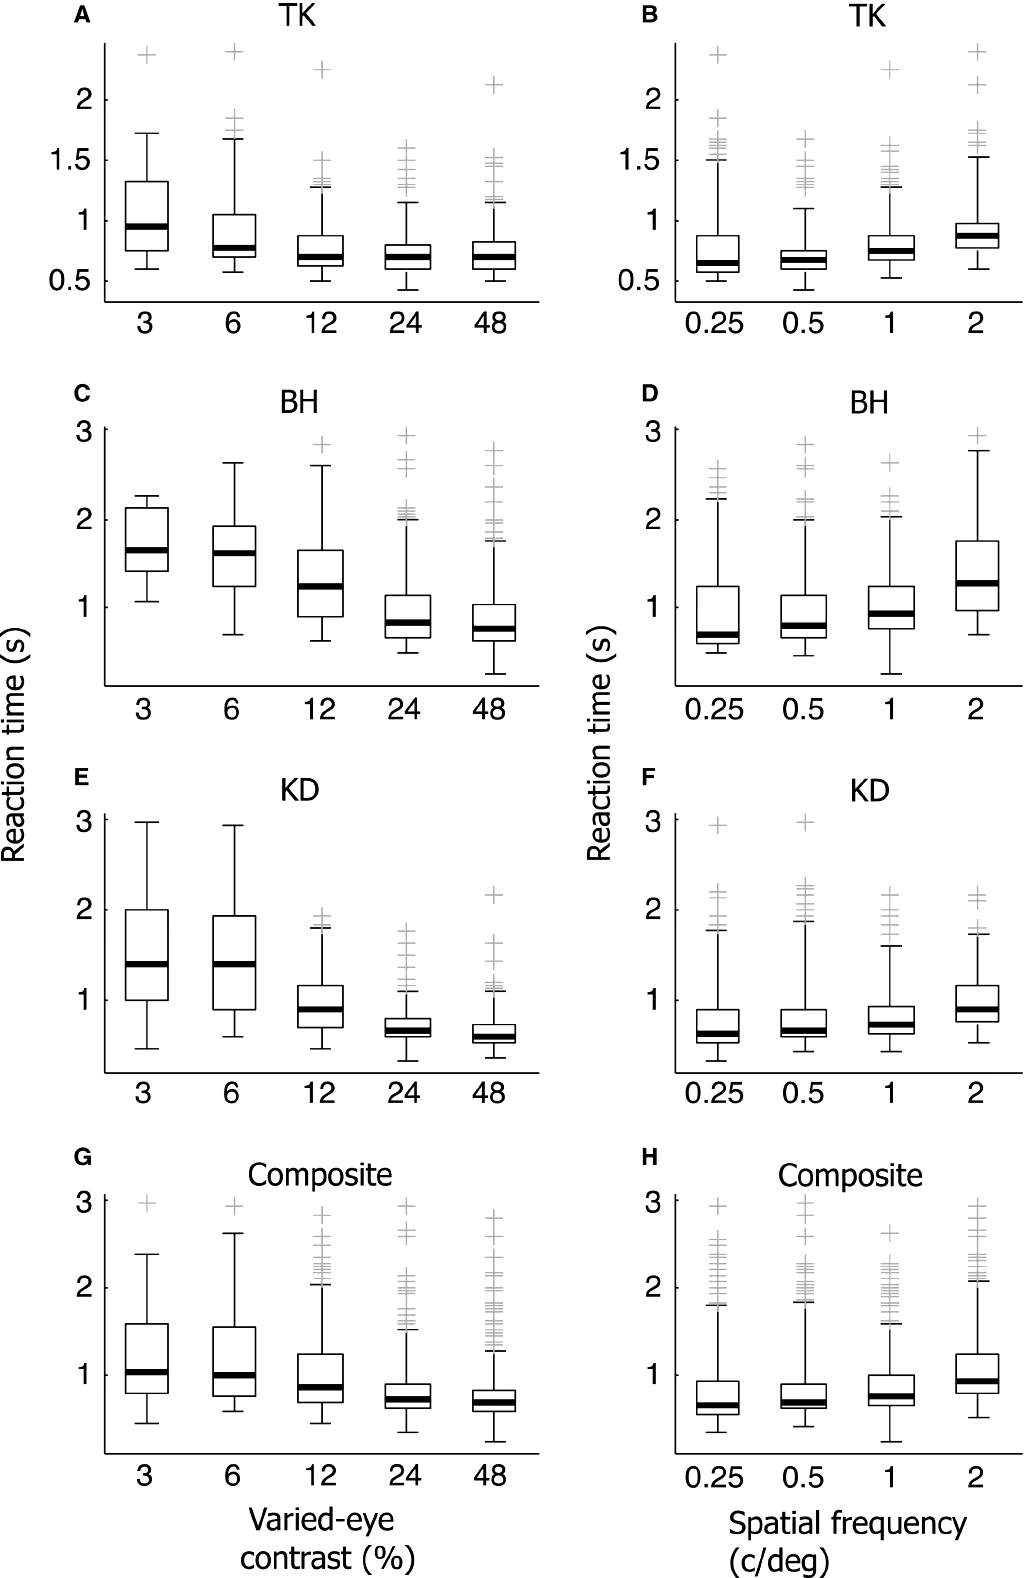 A
TK
2
1.5
1
0.5
3 6 12 24 48
B
TK
2
1.5
1
0.5
0.25 0.5 1 2
C
BH
3
2
1
3 6 12 24 48
D
BH
3
2
1
0.25 0.5 1 2
Reaction time (s)
Reaction time (s)
E
KD
3
2
1
3 6 12 24 48
F
KD
3
2
1
0.25 0.5 1 2
G
Composite
3
2
1
3 6 12 24 48
Varied-eye
contrast (%)
H
Composite
3
2
1
0.25 0.5 1 2
Spatial frequency
(c/deg)